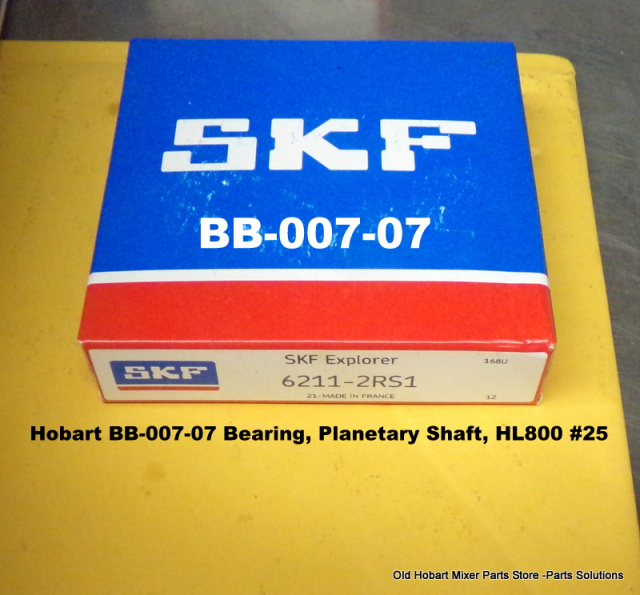 SKF
BB-007-07
SKF
SKF Explorer
168U
6211-2RS1
21-MADE IN FRANCE
12
Hobart BB-007-07 Bearing, Planetary Shaft, HL800 #25
Old Hobart Mixer Parts Store -Parts Solutions